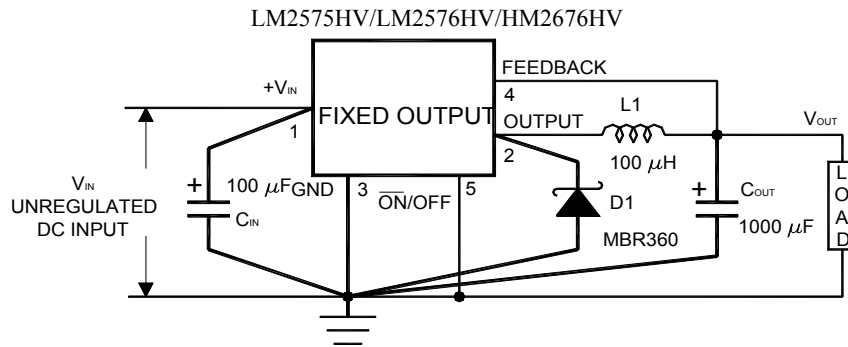 LM2575HV/LM2576HV/HM2676HV
FEEDBACK
+VIN
4
L1
FIXED OUTPUT
OUTPUT
VOUT
1
2
100 µH
VIN
UNREGULATED
DC INPUT
+
100 µF
CIN
GND
3
ON/OFF
5
D1
MBR360
+
COUT
1000 µF
LOAD